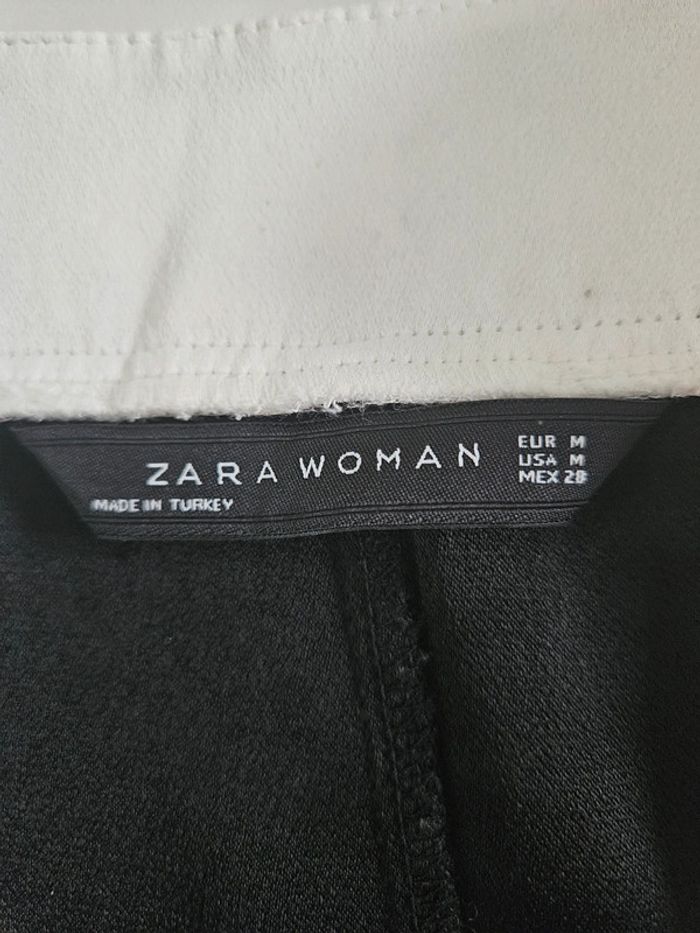 ZARA WOMAN
MADE IN TURKEY
EUR M
USA M
MEX 28